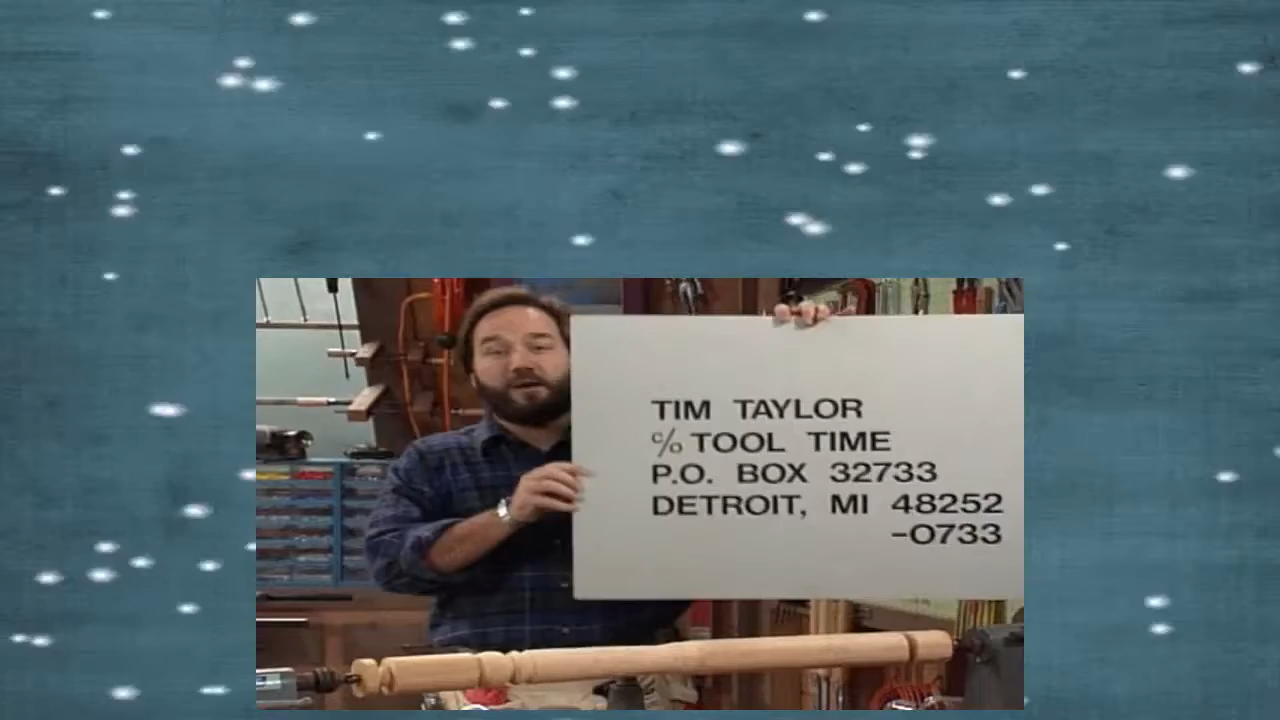 TIM TAYLOR
℅ TOOL TIME
P.O. BOX 32733
DETROIT, MI 48252
-0733